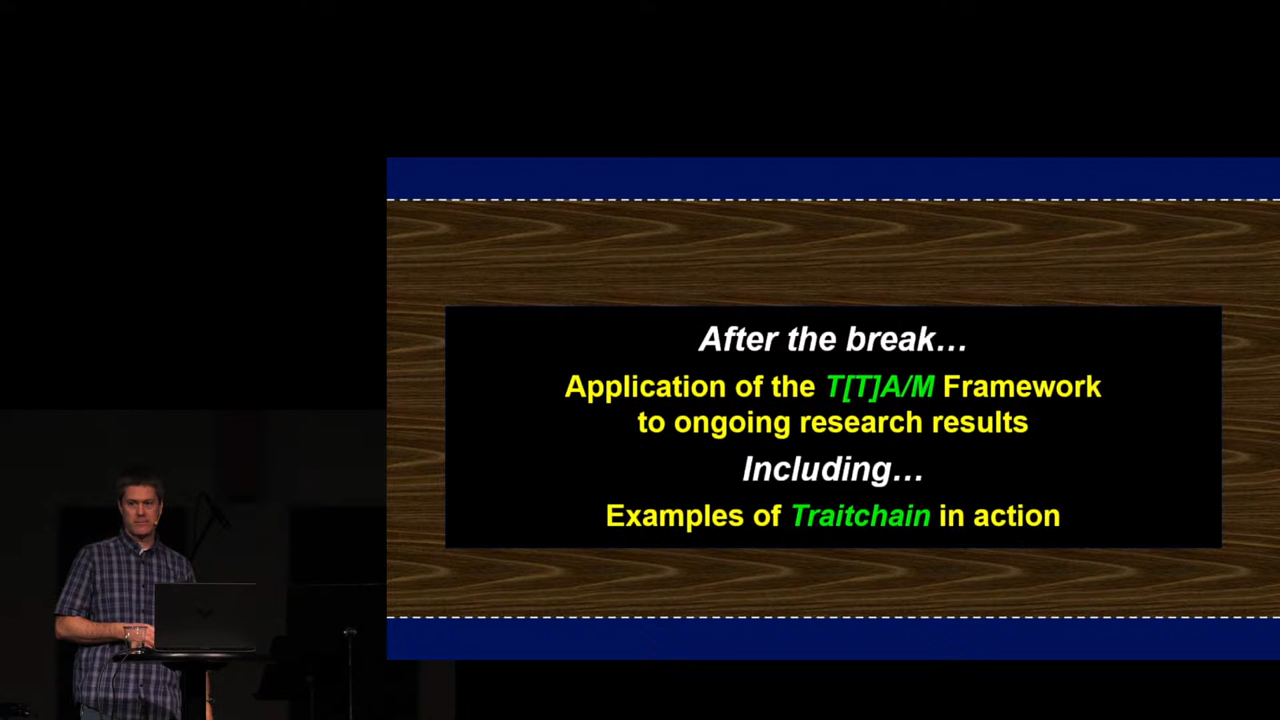 After the break…
Application of the T[T]A/M Framework
to ongoing research results
Including…
Examples of Traitchain in action